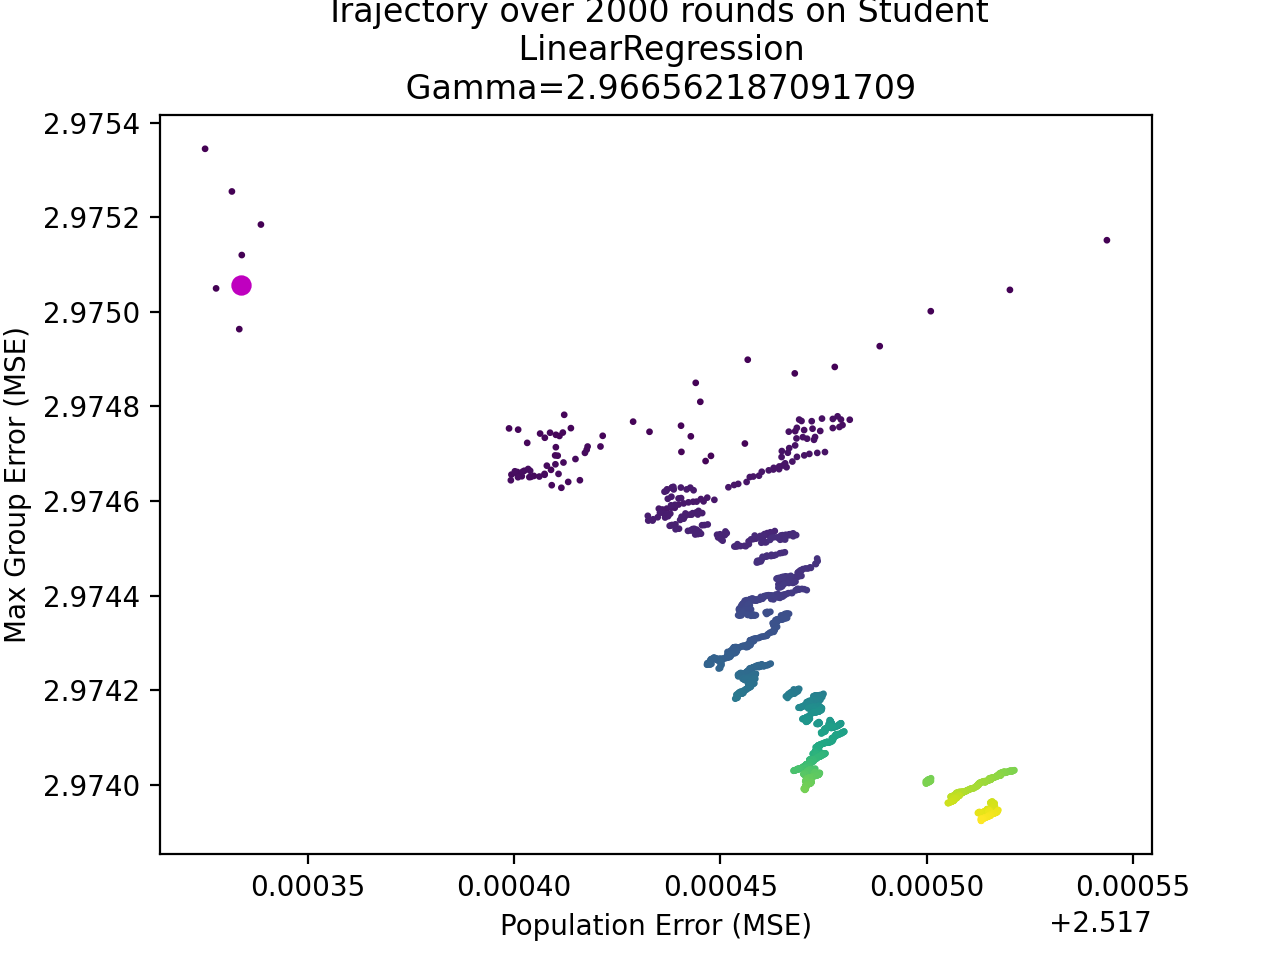 Trajectory over 2000 rounds on Student
LinearRegression
Gamma=2.966562187091709
2.9754
2.9752
2.9750
2.9748
2.9746
2.9744
2.9742
2.9740
Max Group Error (MSE)
0.00035 0.00040 0.00045 0.00050 0.00055
Population Error (MSE)
+2.517